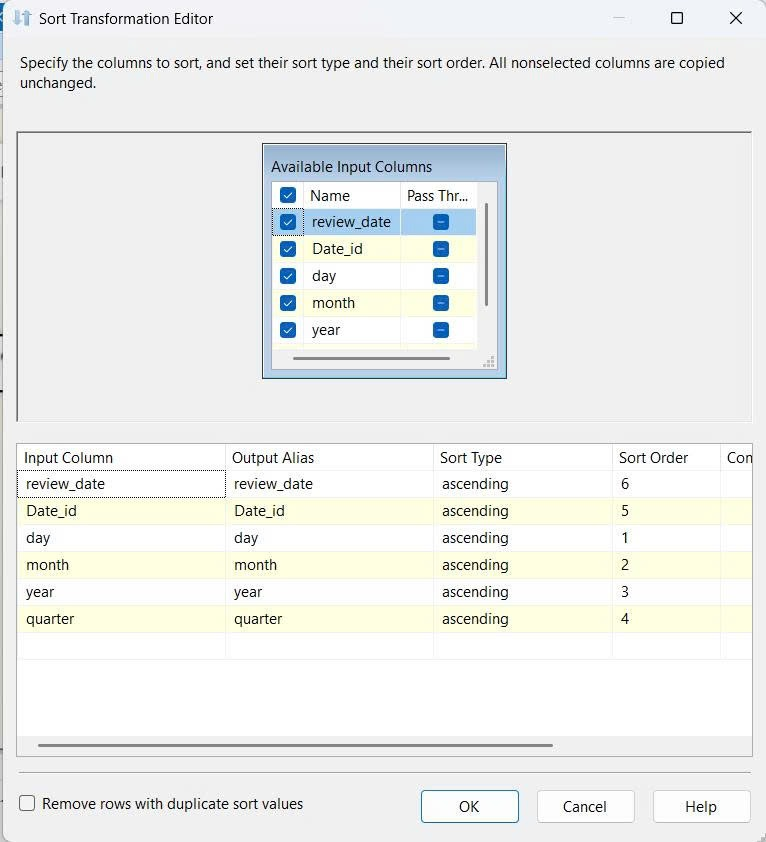 Sort Transformation Editor
Specify the columns to sort, and set their sort type and their sort order. All nonselected columns are copied
unchanged.
Available Input Columns
Name Pass Thr...
review_date
Date_id
day
month
year
Input Column Output Alias Sort Type Sort Order Con
review_date review_date ascending 6
Date_id Date_id ascending 5
day day ascending 1
month month ascending 2
year year ascending 3
quarter quarter ascending 4
Remove rows with duplicate sort values
OK Cancel Help